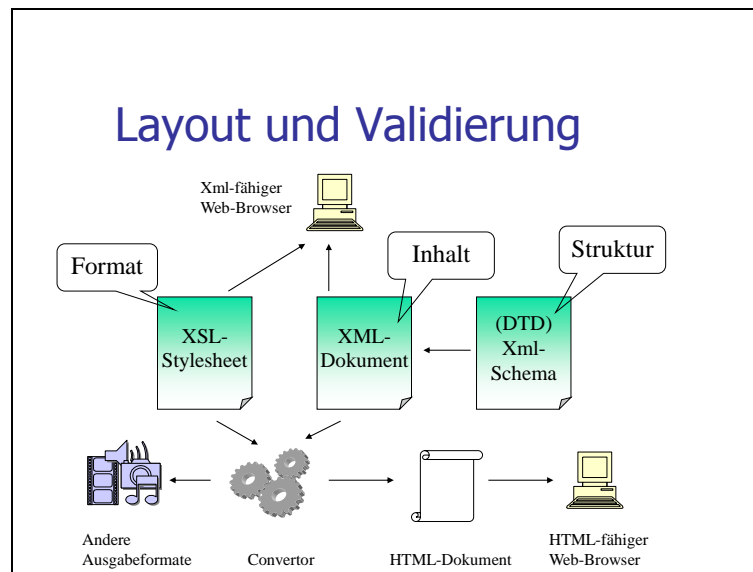 Layout und Validierung
Xml-fähiger
Web-Browser
Format
Inhalt
Struktur
XSL-
Stylesheet
XML-
Dokument
(DTD)
Xml-
Schema
Andere
Ausgabeformate
Convertor
HTML-Dokument
HTML-fähiger
Web-Browser